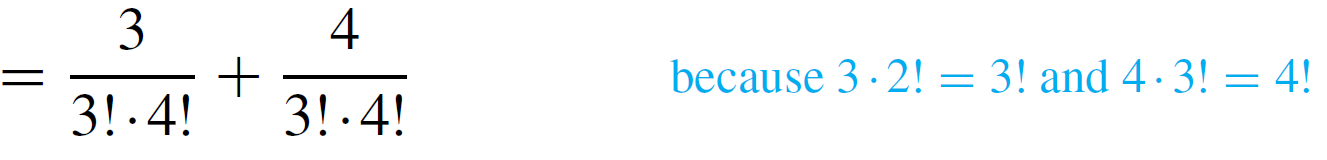 = 3/(3!·4!) + 4/(3!·4!) because 3·2! = 3! and 4·3! = 4!